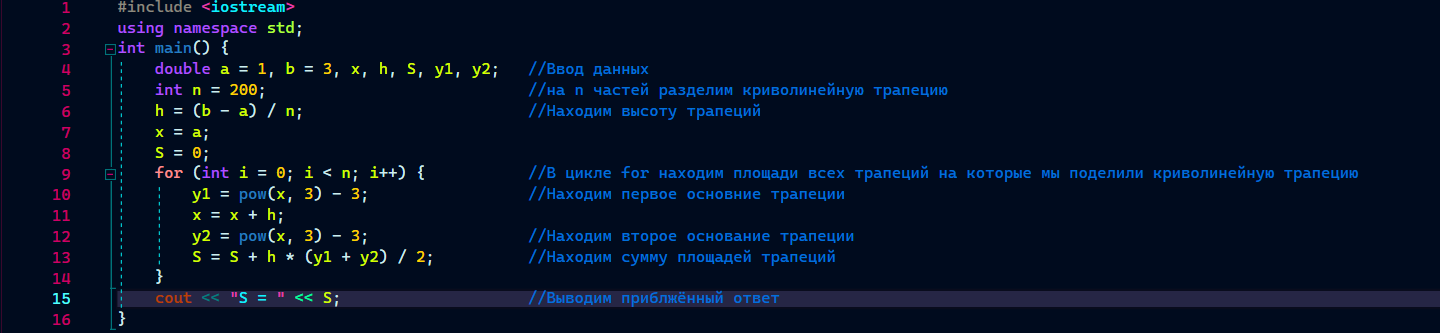 1 #include <iostream>
2 using namespace std;
3 int main() {
4 double a = 1, b = 3, x, h, S, y1, y2; //Ввод данных
5 int n = 200; //на n частей разделим криволинейную трапецию
6 h = (b - a) / n; //Находим высоту трапеций
7 x = a;
8 S = 0;
9 for (int i = 0; i < n; i++) { //В цикле for находим площади всех трапеций на которые мы поделили криволинейную трапецию
10 y1 = pow(x, 3) - 3; //Находим первое основние трапеции
11 x = x + h;
12 y2 = pow(x, 3) - 3; //Находим второе основание трапеции
13 S = S + h * (y1 + y2) / 2; //Находим сумму площадей трапеций
14 }
15 cout << "S = " << S; //Выводим приблжённый ответ
16 }